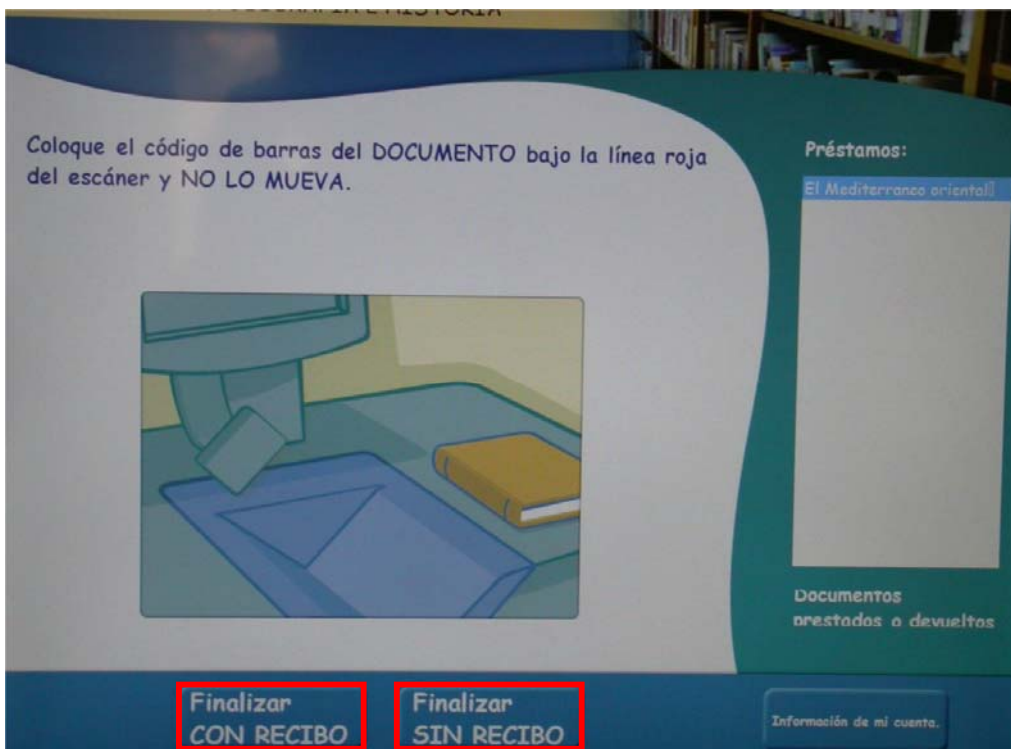 Coloque el código de barras del DOCUMENTO bajo la línea roja
del escáner y NO LO MUEVA.
Préstamos:
El Mediterraneo oriental
Documentos
prestados o devueltos
Finalizar
CON RECIBO
Finalizar
SIN RECIBO
Información de mi cuenta.